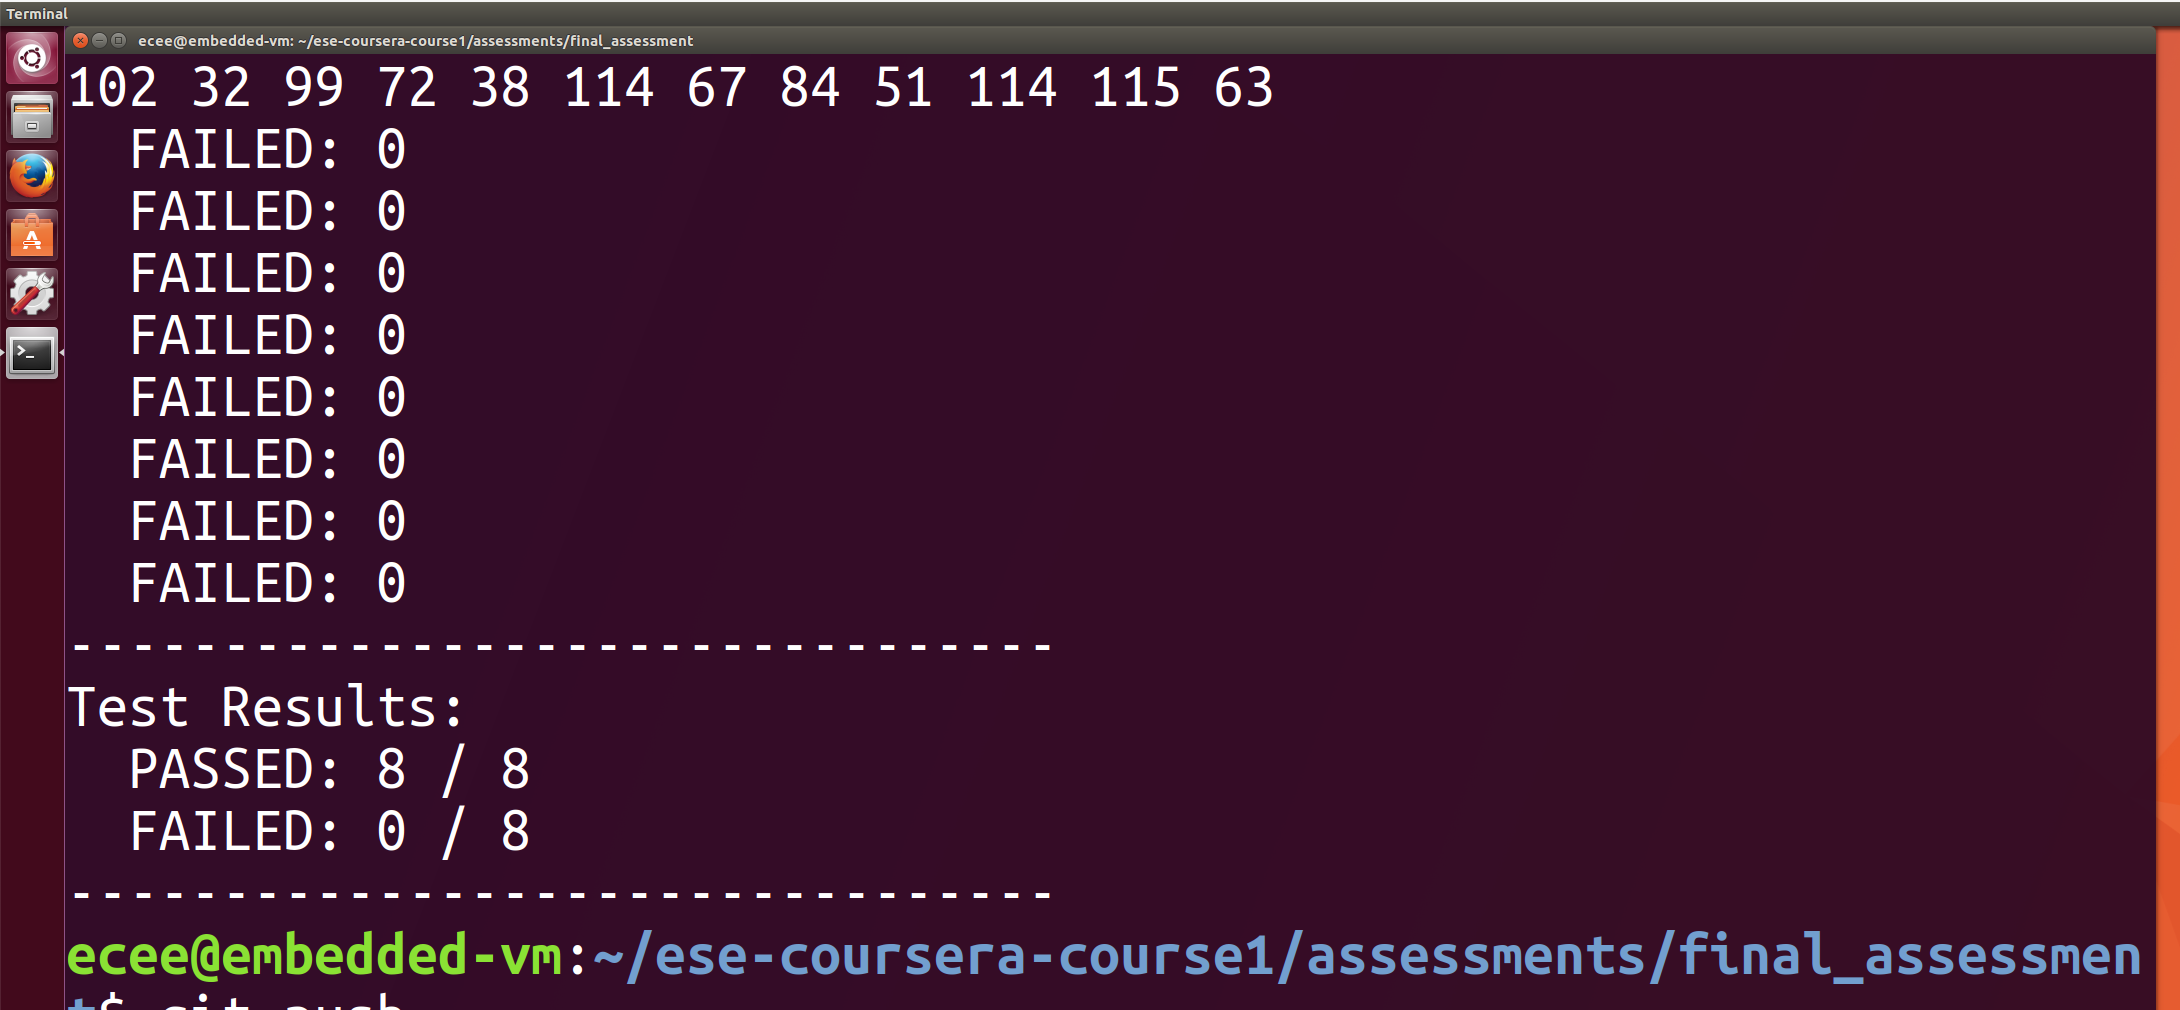 Terminal
ecee@embedded-vm: ~/ese-coursera-course1/assessments/final_assessment
102 32 99 72 38 114 67 84 51 114 115 63
FAILED: 0
FAILED: 0
FAILED: 0
FAILED: 0
FAILED: 0
FAILED: 0
FAILED: 0
FAILED: 0
--------------------------------
Test Results:
PASSED: 8 / 8
FAILED: 0 / 8
--------------------------------
ecee@embedded-vm:~/ese-coursera-course1/assessments/final_assessmen
t$ git push